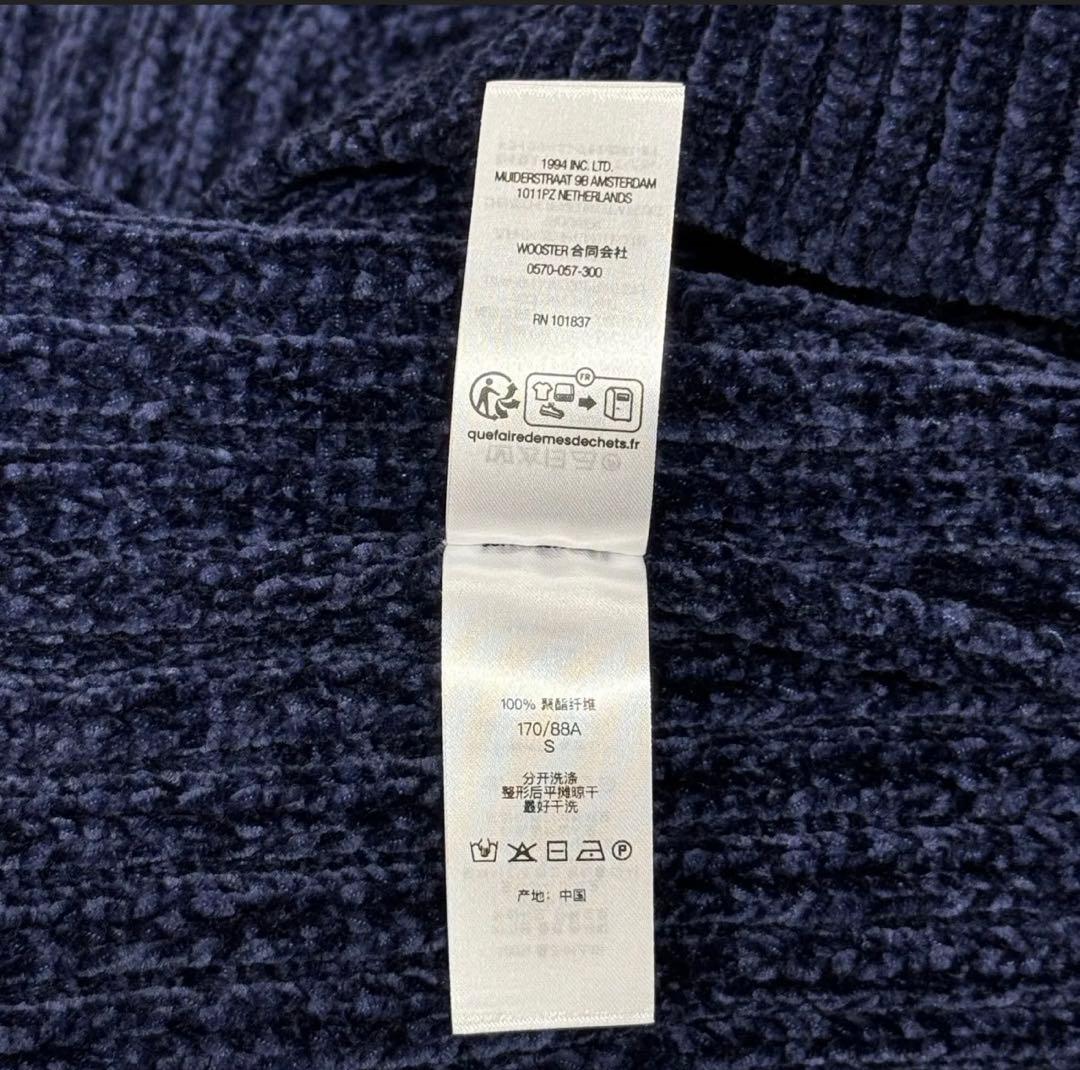 1994 INC. LTD.
MUIDERSTRAAT 9B AMSTERDAM
1011PZ NETHERLANDS
WOOSTER 合同会社
0570-057-300
RN 101837
FR
quefairedemesdechets.fr
100% 聚酯纤维
170/88A
S
分开洗涤
整形后平摊晾干
最好干洗
P
产地：中国